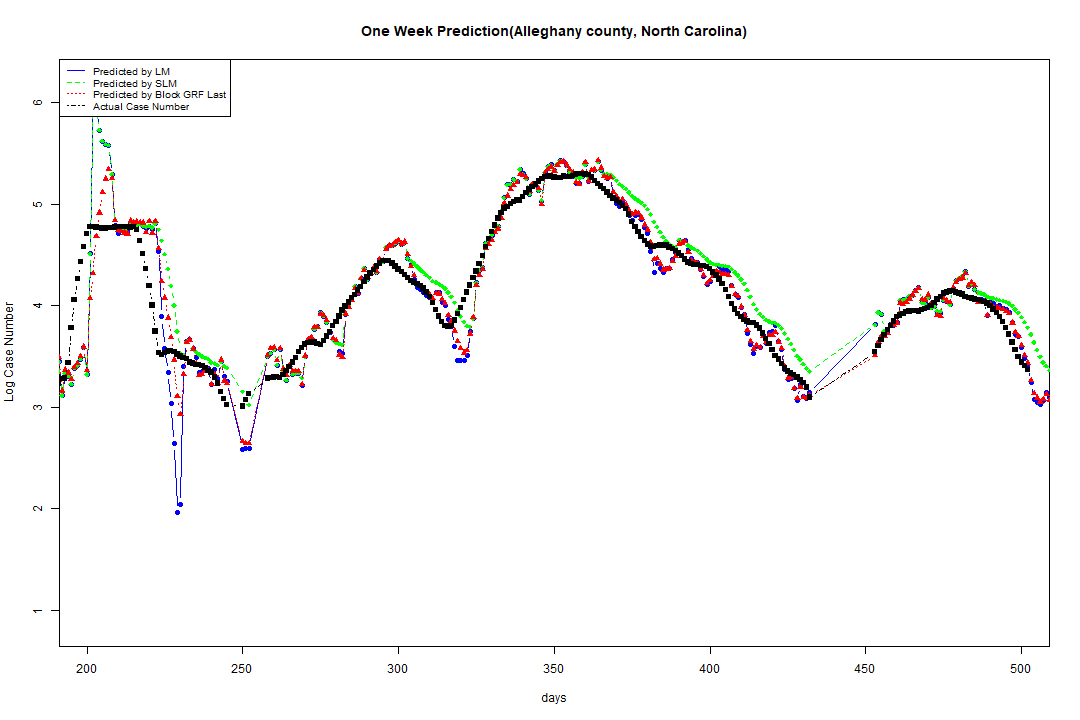 One Week Prediction(Alleghany county, North Carolina)
Predicted by LM
Predicted by SLM
Predicted by Block GRF Last
Actual Case Number
Log Case Number
6
5
4
3
2
1
200
250
300
350
400
450
500
days